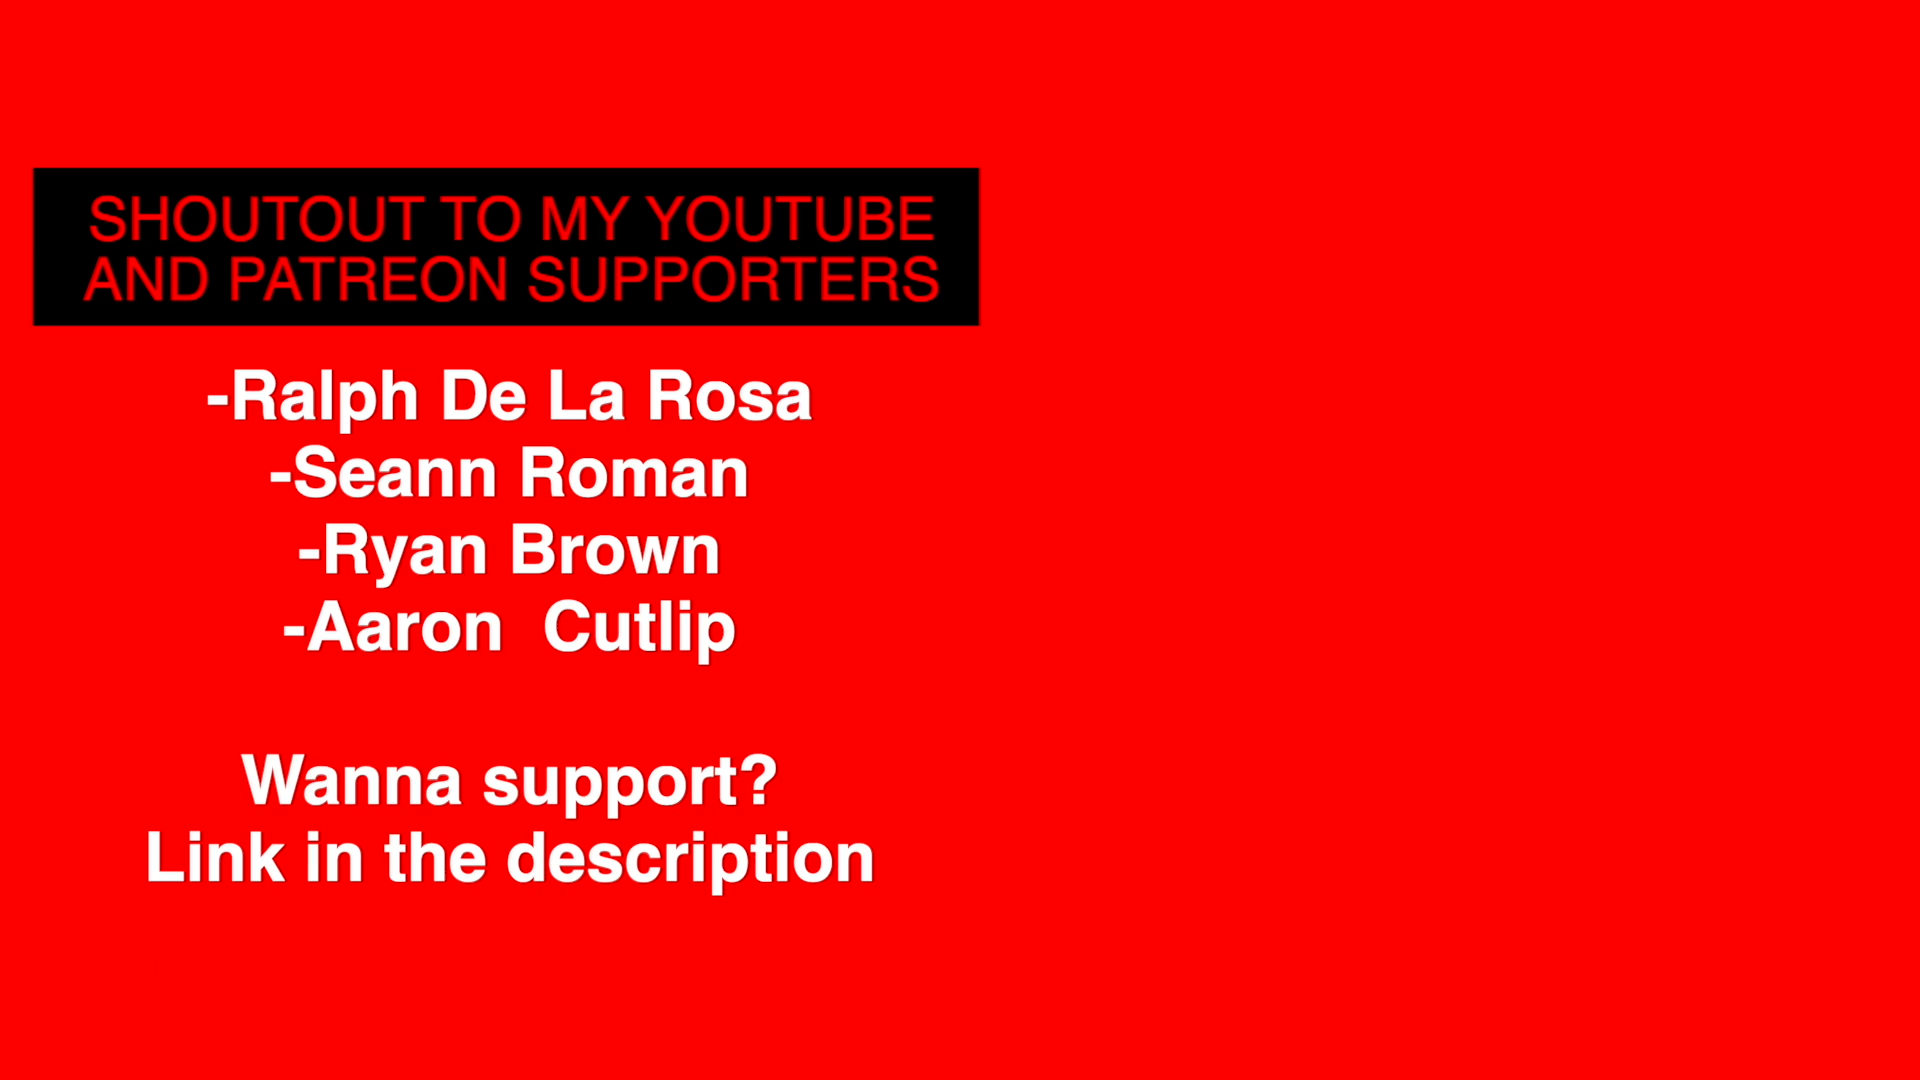 SHOUTOUT TO MY YOUTUBE
AND PATREON SUPPORTERS
-Ralph De La Rosa
-Seann Roman
-Ryan Brown
-Aaron  Cutlip
Wanna support?
Link in the description